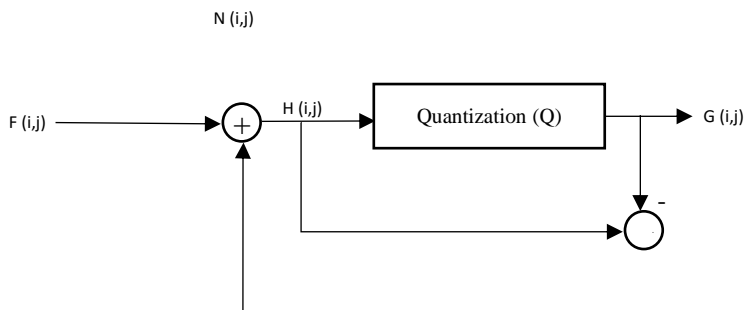 N (i,j)
F (i,j)
+
H (i,j)
Quantization (Q)
G (i,j)
-